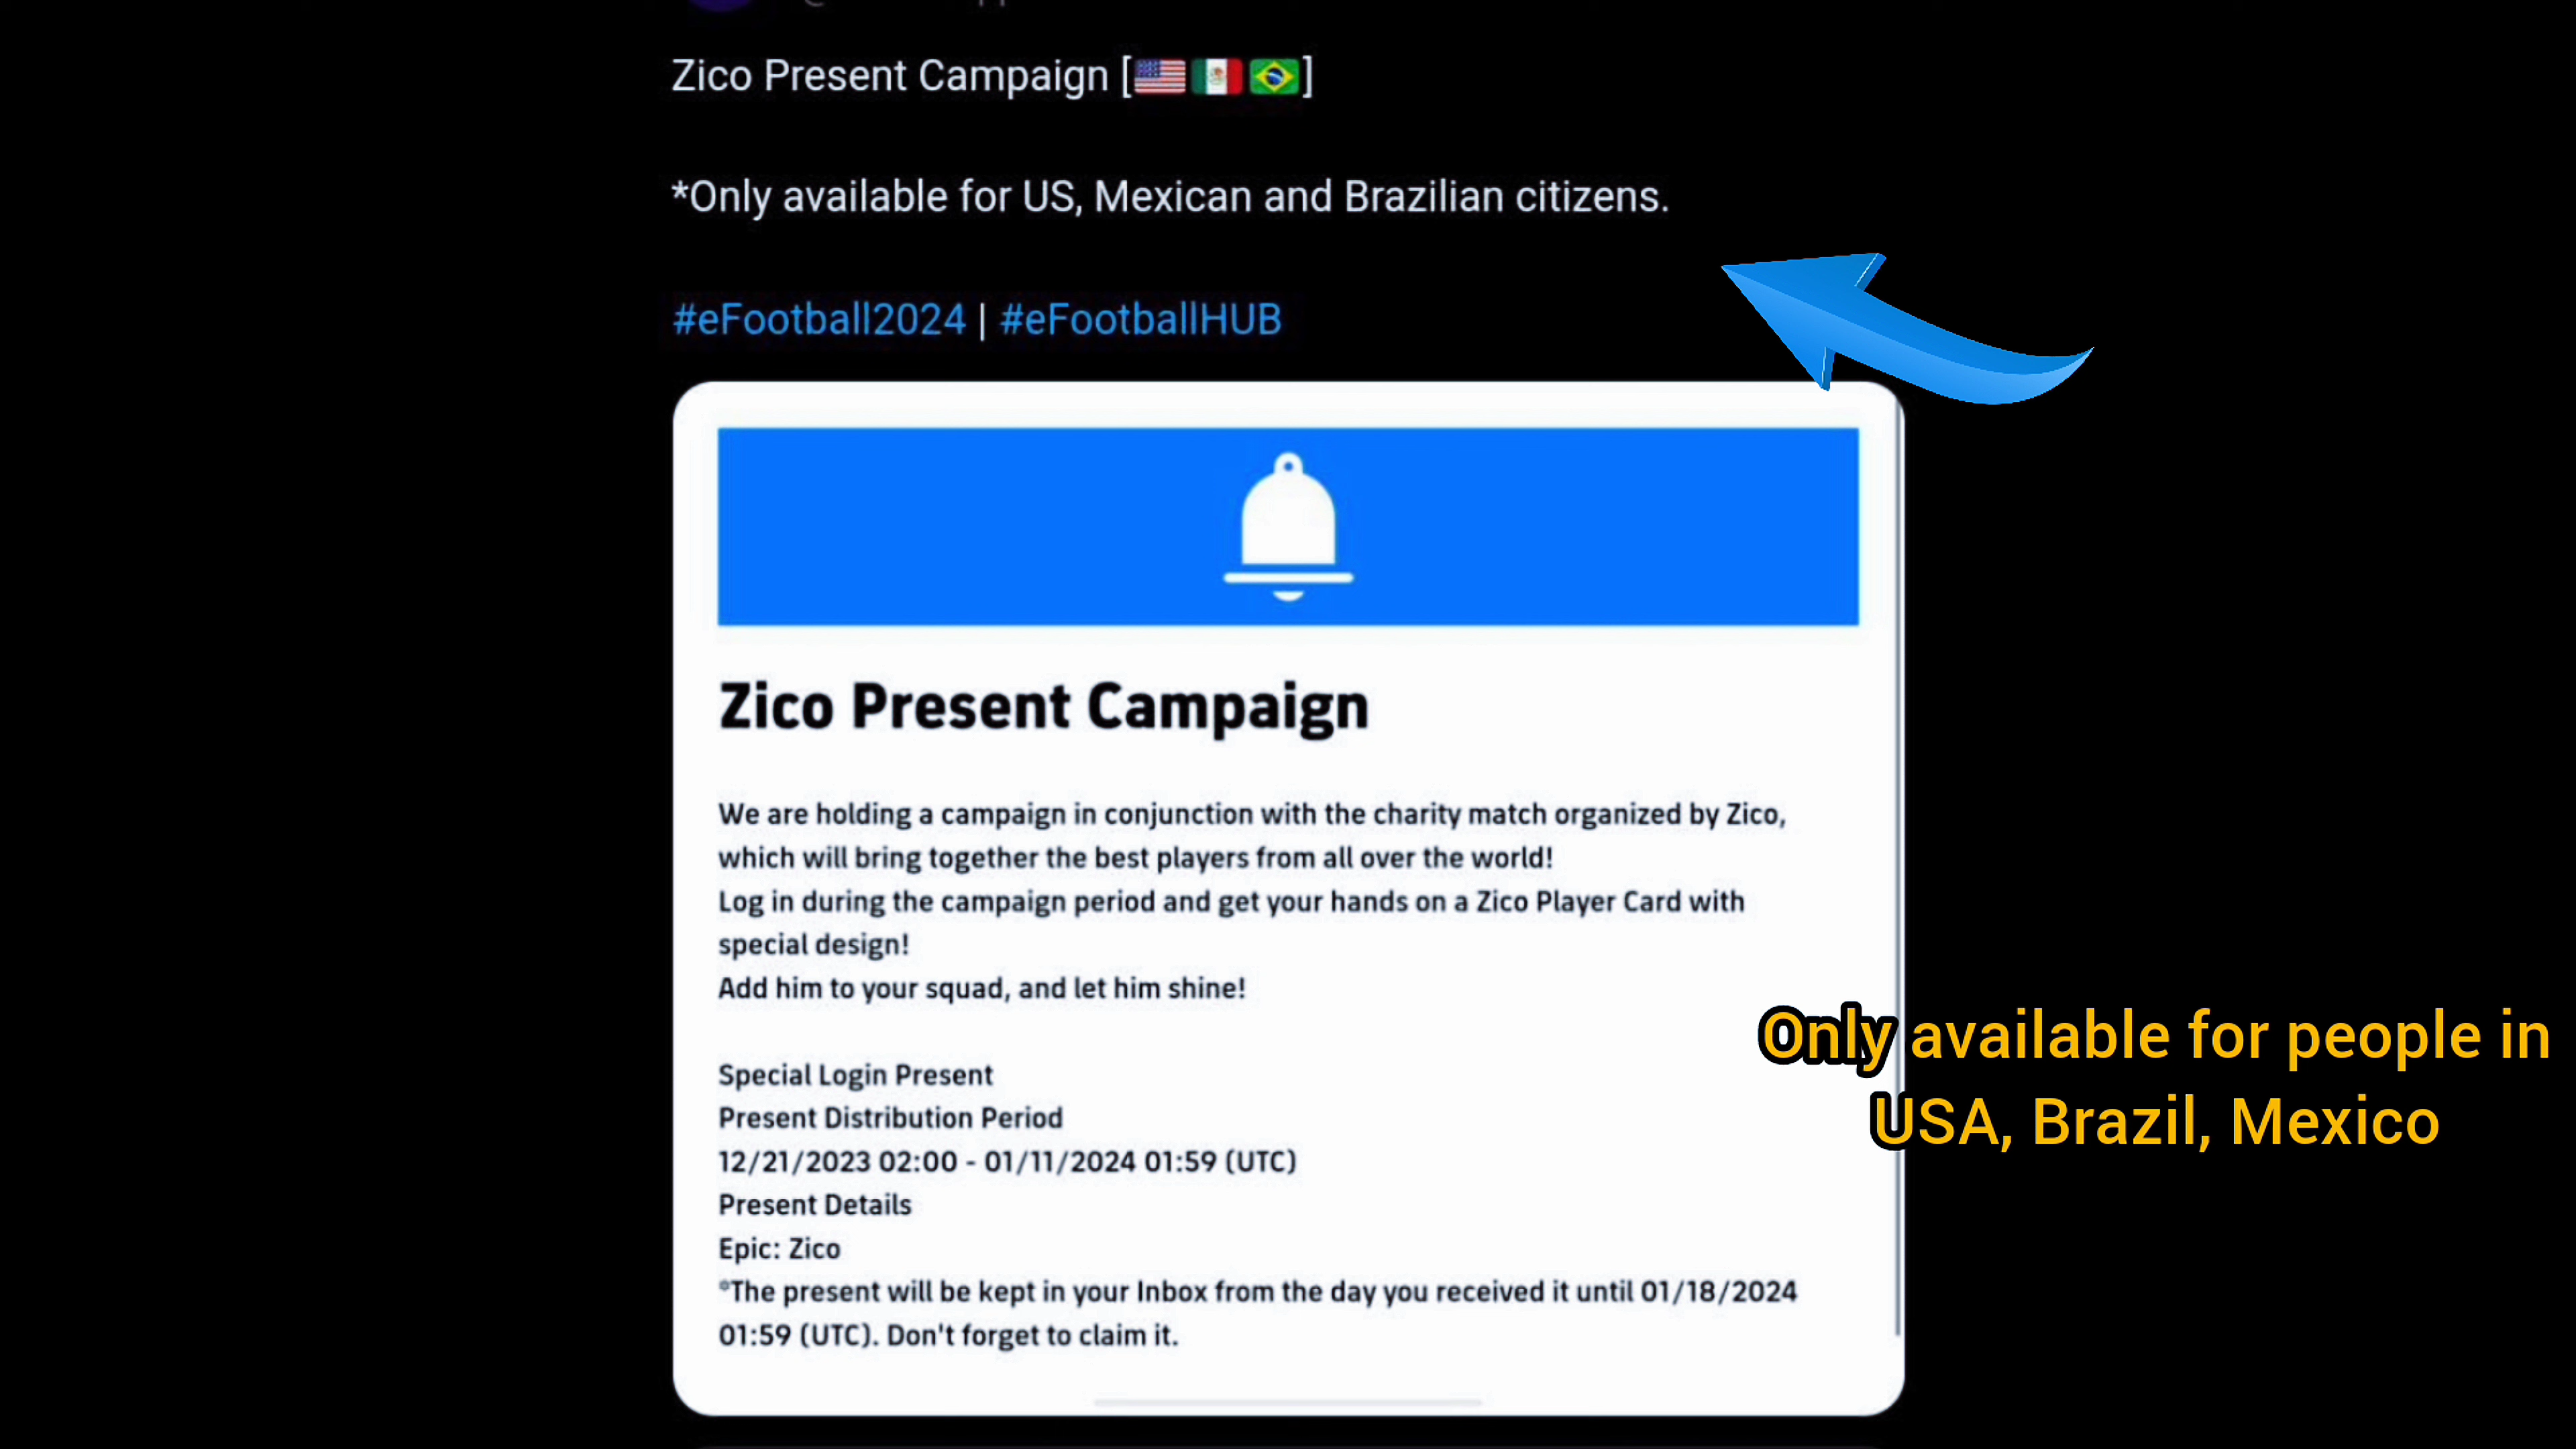 Zico Present Campaign [🇺🇸🇲🇽🇧🇷]
*Only available for US, Mexican and Brazilian citizens.
#eFootball2024 | #eFootballHUB
Zico Present Campaign
We are holding a campaign in conjunction with the charity match organized by Zico,
which will bring together the best players from all over the world!
Log in during the campaign period and get your hands on a Zico Player Card with
special design!
Add him to your squad, and let him shine!
Special Login Present
Present Distribution Period
12/21/2023 02:00 - 01/11/2024 01:59 (UTC)
Present Details
Epic: Zico
*The present will be kept in your Inbox from the day you received it until 01/18/2024
01:59 (UTC). Don't forget to claim it.
Only available for people in
USA, Brazil, Mexico